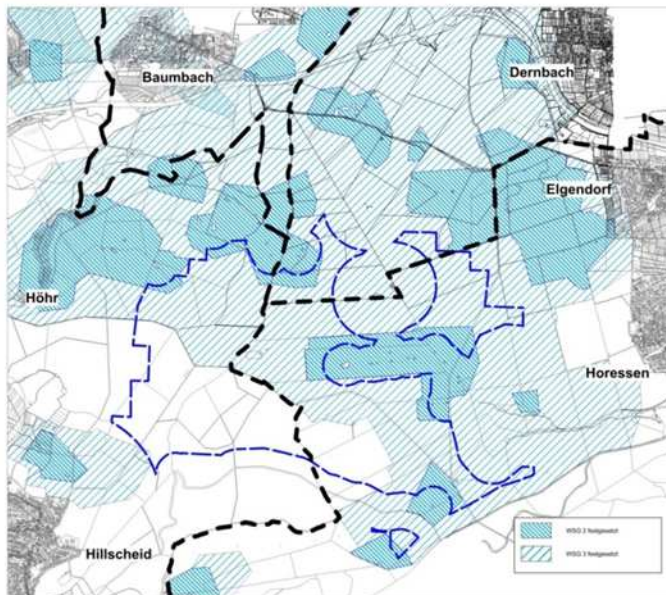 Baumbach
Dernbach
Elgendorf
Höhr
Horessen
Hillscheid
WSG 2 festgesetzt
WSG 3 festgesetzt